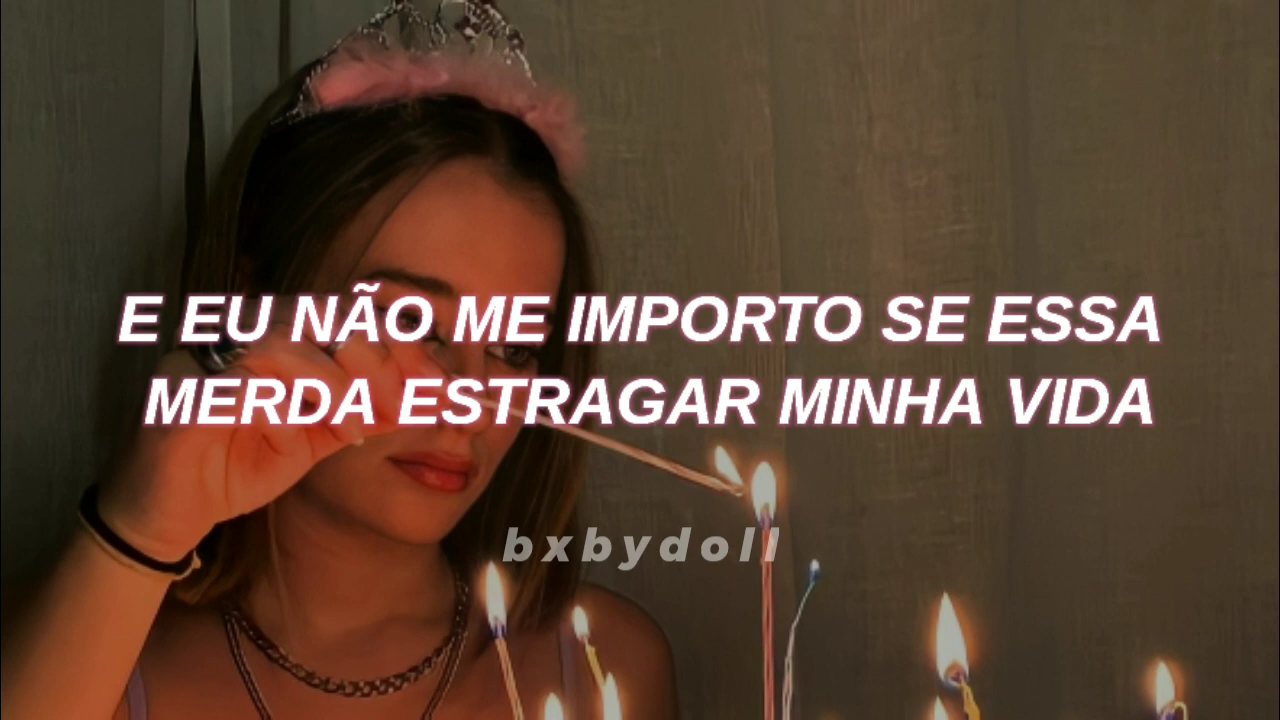 E EU NÃO ME IMPORTO SE ESSA
MERDA ESTRAGAR MINHA VIDA
bxbydoll